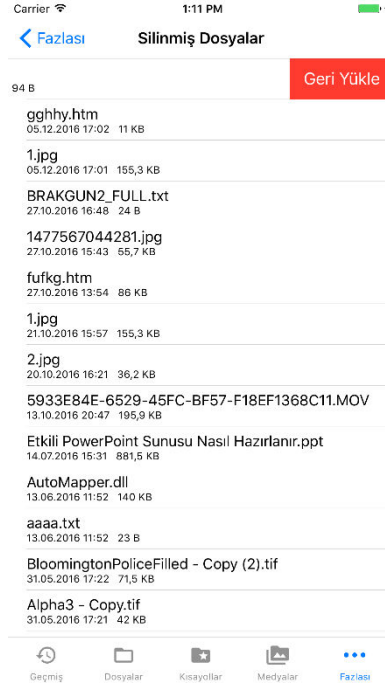 Carrier 1:11 PM
Fazlası Silinmiş Dosyalar
94 B Geri Yükle
gghhy.htm
05.12.2016 17:02 11 KB
1.jpg
05.12.2016 17:01 155,3 KB
BRAKGUN2_FULL.txt
27.10.2016 16:48 24 B
1477567044281.jpg
27.10.2016 15:43 55,7 KB
fufkg.htm
27.10.2016 13:54 86 KB
1.jpg
21.10.2016 15:57 155,3 KB
2.jpg
20.10.2016 16:21 36,2 KB
5933E84E-6529-45FC-BF57-F18EF1368C11.MOV
13.10.2016 20:47 195,9 KB
Etkili PowerPoint Sunusu Nasıl Hazırlanır.ppt
14.07.2016 15:31 881,5 KB
AutoMapper.dll
13.06.2016 11:52 140 KB
aaaa.txt
13.06.2016 11:52 23 B
BloomingtonPoliceFilled - Copy (2).tif
31.05.2016 17:22 71,5 KB
Alpha3 - Copy.tif
31.05.2016 17:21 42 KB
Geçmiş Dosyalar Kısayollar Medyalar Fazlası